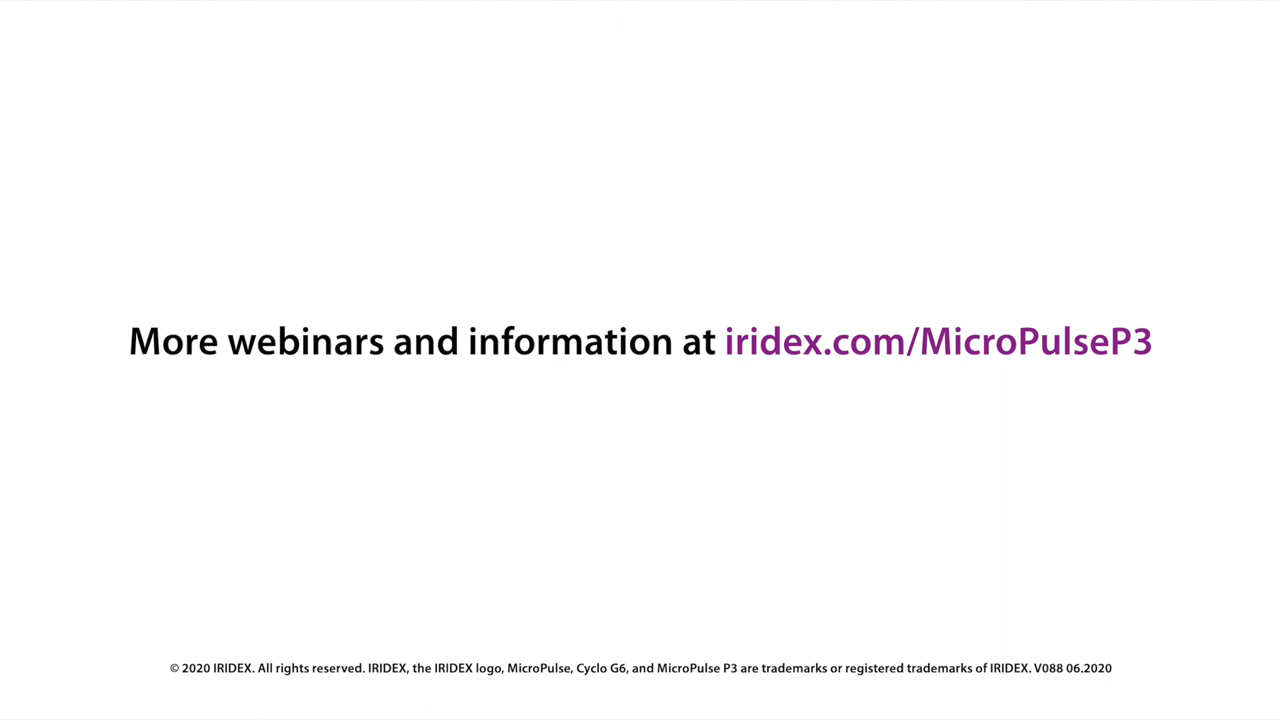 More webinars and information at iridex.com/MicroPulseP3
© 2020 IRIDEX. All rights reserved. IRIDEX, the IRIDEX logo, MicroPulse, Cyclo G6, and MicroPulse P3 are trademarks or registered trademarks of IRIDEX. V088 06.2020